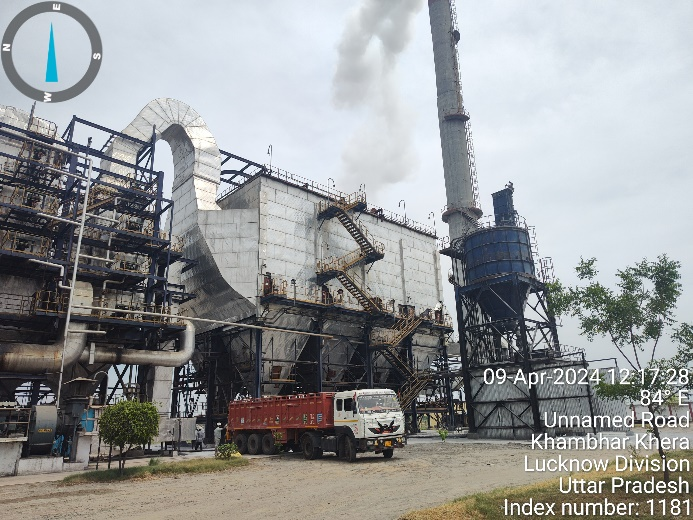 N
E
S
W
09-Apr-2024 12:17:28
84° E
Unnamed Road
Khambhar Khera
Lucknow Division
Uttar Pradesh
Index number: 1181